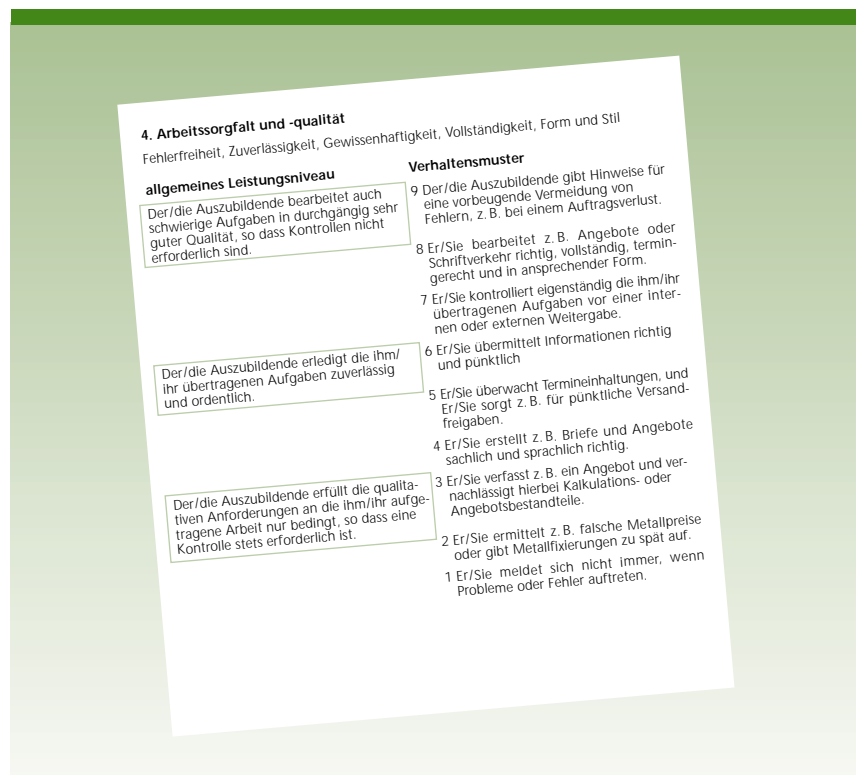 4. Arbeitssorgfalt und -qualität
Fehlerfreiheit, Zuverlässigkeit, Gewissenhaftigkeit, Vollständigkeit, Form und Stil
allgemeines Leistungsniveau
Der/die Auszubildende bearbeitet auch
schwierige Aufgaben in durchgängig sehr
guter Qualität, so dass Kontrollen nicht
erforderlich sind.
Der/die Auszubildende erledigt die ihm/
ihr übertragenen Aufgaben zuverlässig
und ordentlich.
Der/die Auszubildende erfüllt die qualita-
tiven Anforderungen an die ihm/ihr aufge-
tragene Arbeit nur bedingt, so dass eine
Kontrolle stets erforderlich ist.
Verhaltensmuster
9 Der/die Auszubildende gibt Hinweise für
eine vorbeugende Vermeidung von
Fehlern, z. B. bei einem Auftragsverlust.
8 Er/Sie bearbeitet z. B. Angebote oder
Schriftverkehr richtig, vollständig, termin-
gerecht und in ansprechender Form.
7 Er/Sie kontrolliert eigenständig die ihm/ihr
übertragenen Aufgaben vor einer inter-
nen oder externen Weitergabe.
6 Er/Sie übermittelt Informationen richtig
und pünktlich
5 Er/Sie überwacht Termineinhaltungen, und
Er/Sie sorgt z. B. für pünktliche Versand-
freigaben.
4 Er/Sie erstellt z. B. Briefe und Angebote
sachlich und sprachlich richtig.
3 Er/Sie verfasst z. B. ein Angebot und ver-
nachlässigt hierbei Kalkulations- oder
Angebotsbestandteile.
2 Er/Sie ermittelt z. B. falsche Metallpreise
oder gibt Metallfixierungen zu spät auf.
1 Er/Sie meldet sich nicht immer, wenn
Probleme oder Fehler auftreten.